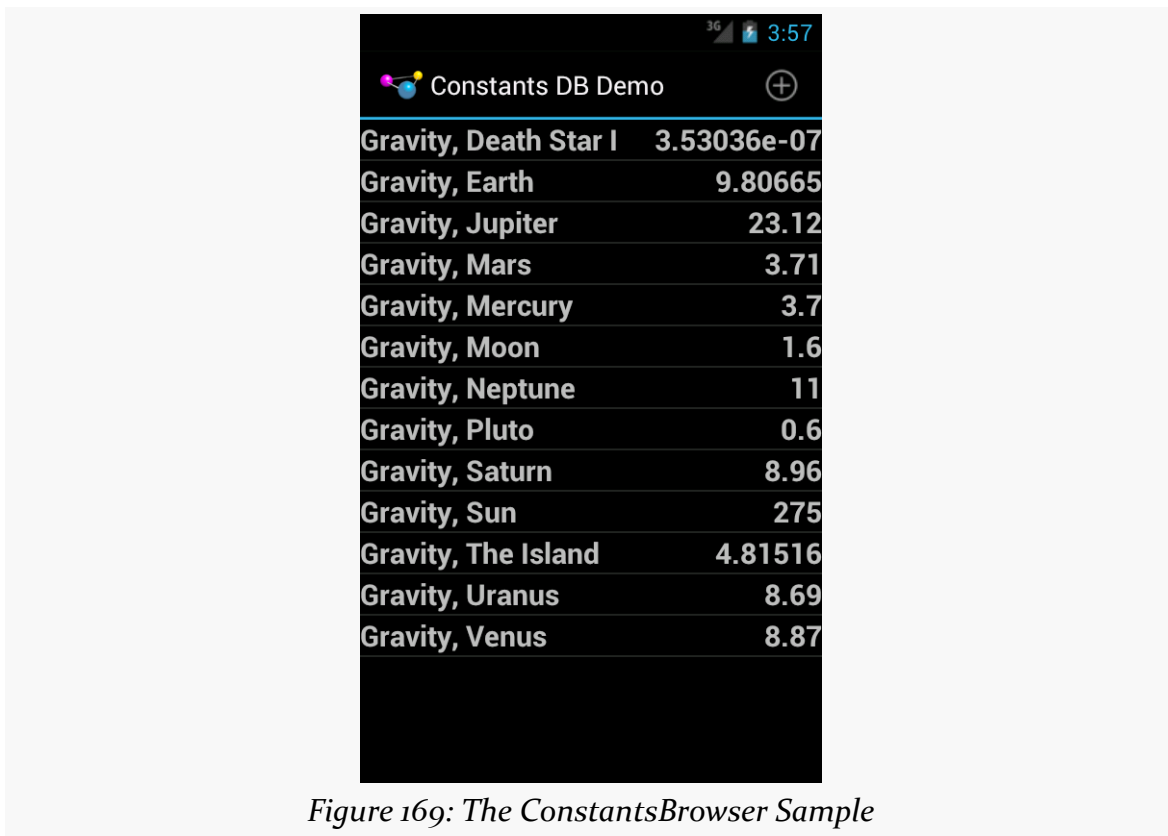 3G 3:57
Constants DB Demo
Gravity, Death Star I 3.53036e-07
Gravity, Earth 9.80665
Gravity, Jupiter 23.12
Gravity, Mars 3.71
Gravity, Mercury 3.7
Gravity, Moon 1.6
Gravity, Neptune 11
Gravity, Pluto 0.6
Gravity, Saturn 8.96
Gravity, Sun 275
Gravity, The Island 4.81516
Gravity, Uranus 8.69
Gravity, Venus 8.87
Figure 169: The ConstantsBrowser Sample